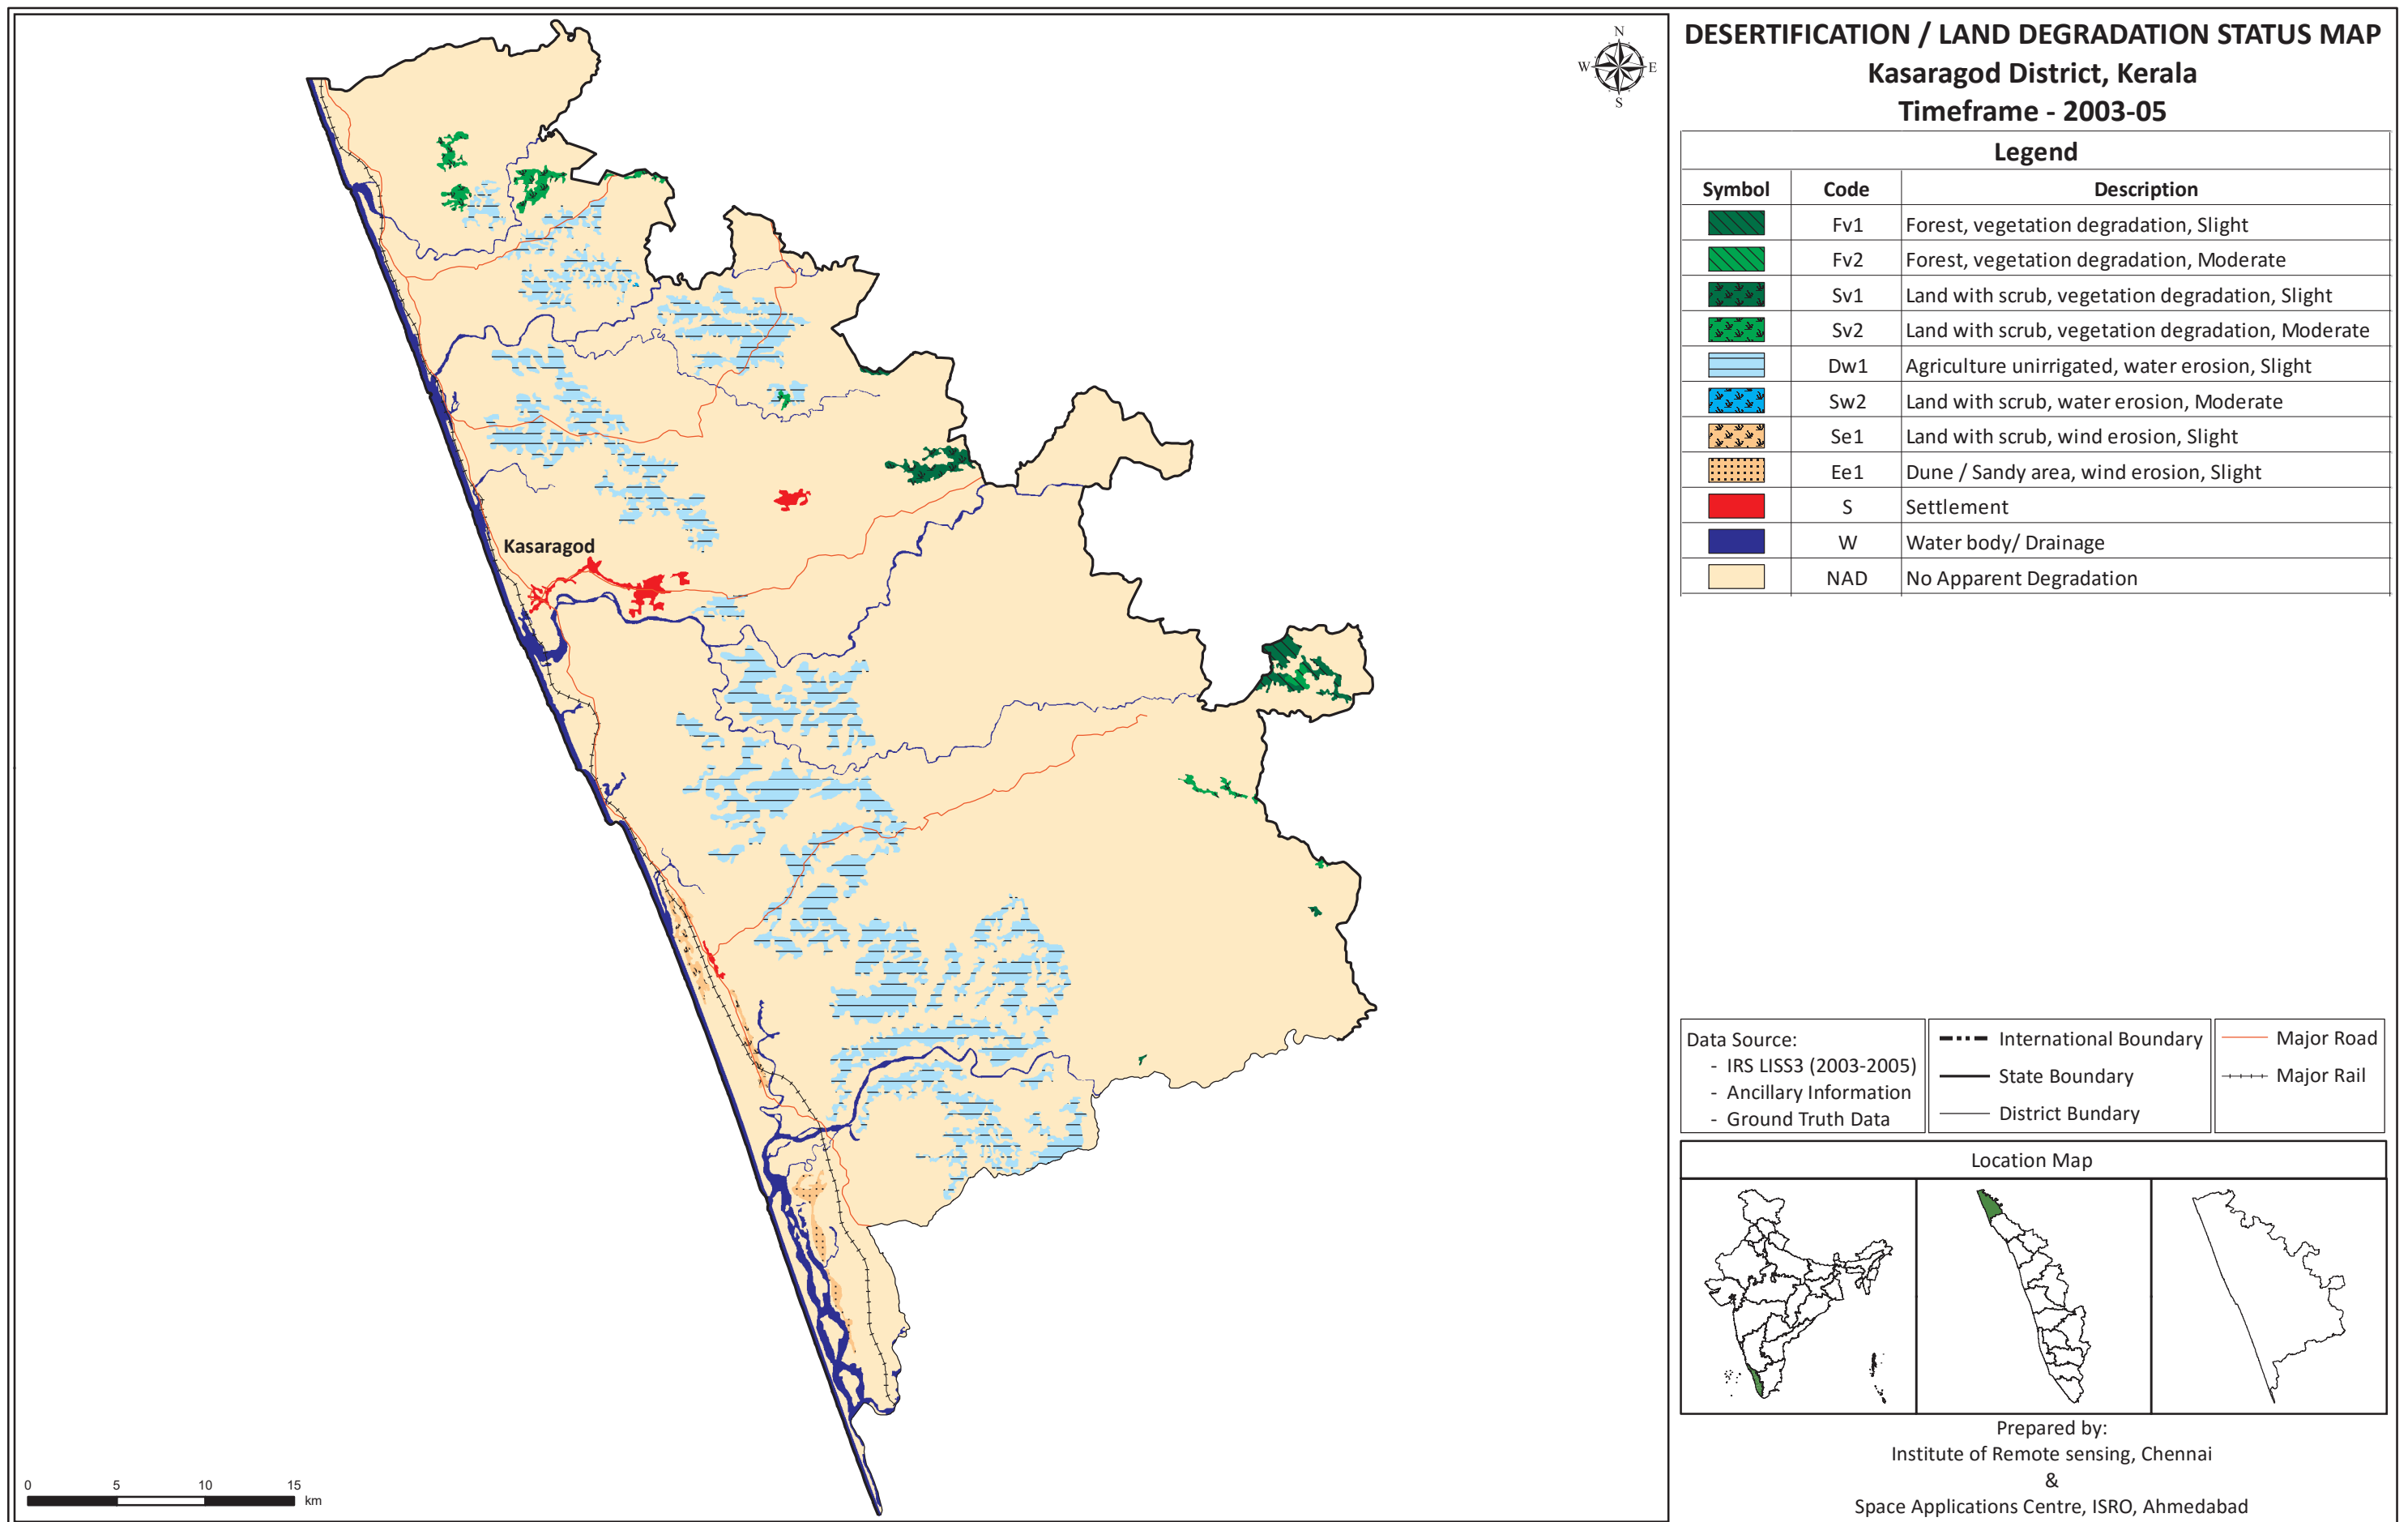 DESERTIFICATION / LAND DEGRADATION STATUS MAP
Kasaragod District, Kerala
Timeframe - 2003-05
Legend
Symbol Code Description
Fv1 Forest, vegetation degradation, Slight
Fv2 Forest, vegetation degradation, Moderate
Sv1 Land with scrub, vegetation degradation, Slight
Sv2 Land with scrub, vegetation degradation, Moderate
Dw1 Agriculture unirrigated, water erosion, Slight
Sw2 Land with scrub, water erosion, Moderate
Se1 Land with scrub, wind erosion, Slight
Ee1 Dune / Sandy area, wind erosion, Slight
S Settlement
W Water body/ Drainage
NAD No Apparent Degradation
N
W E
S
Kasaragod
0 5 10 15
km
Data Source:
- IRS LISS3 (2003-2005)
- Ancillary Information
- Ground Truth Data
International Boundary
State Boundary
District Bundary
Major Road
Major Rail
Location Map
Prepared by:
Institute of Remote sensing, Chennai
&
Space Applications Centre, ISRO, Ahmedabad